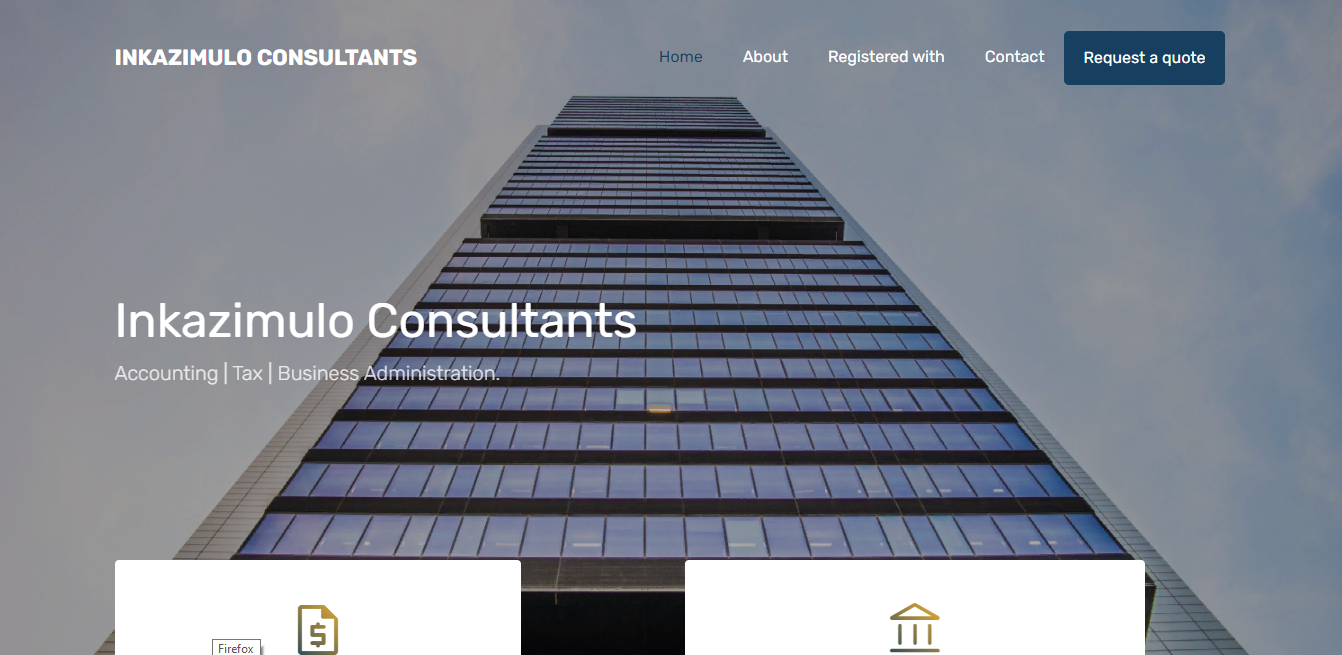 INKAZIMULO CONSULTANTS
Home About Registered with Contact Request a quote
Inkazimulo Consultants
Accounting | Tax | Business Administration.
$
Firefox